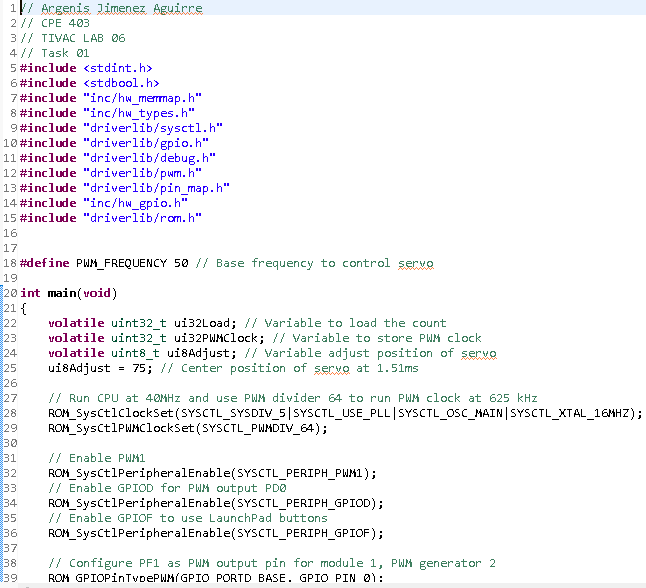 1 // Argenis Jimenez Aguirre
2 // CPE 403
3 // TIVAC LAB 06
4 // Task 01
5 #include <stdint.h>
6 #include <stdbool.h>
7 #include "inc/hw_memmap.h"
8 #include "inc/hw_types.h"
9 #include "driverlib/sysctl.h"
10 #include "driverlib/gpio.h"
11 #include "driverlib/debug.h"
12 #include "driverlib/pwm.h"
13 #include "driverlib/pin_map.h"
14 #include "inc/hw_gpio.h"
15 #include "driverlib/rom.h"
16
17
18 #define PWM_FREQUENCY 50 // Base frequency to control servo
19
20 int main(void)
21 {
22     volatile uint32_t ui32Load; // Variable to load the count
23     volatile uint32_t ui32PWMClock; // Variable to store PWM clock
24     volatile uint8_t ui8Adjust; // Variable adjust position of servo
25     ui8Adjust = 75; // Center position of servo at 1.51ms
26
27     // Run CPU at 40MHz and use PWM divider 64 to run PWM clock at 625 kHz
28     ROM_SysCtlClockSet(SYSCTL_SYSDIV_5|SYSCTL_USE_PLL|SYSCTL_OSC_MAIN|SYSCTL_XTAL_16MHZ);
29     ROM_SysCtlPWMClockSet(SYSCTL_PWMDIV_64);
30
31     // Enable PWM1
32     ROM_SysCtlPeripheralEnable(SYSCTL_PERIPH_PWM1);
33     // Enable GPIOD for PWM output PD0
34     ROM_SysCtlPeripheralEnable(SYSCTL_PERIPH_GPIOD);
35     // Enable GPIOF to use LaunchPad buttons
36     ROM_SysCtlPeripheralEnable(SYSCTL_PERIPH_GPIOF);
37
38     // Configure PF1 as PWM output pin for module 1, PWM generator 2
39     ROM_GPIOPinTypePWM(GPIO_PORTD_BASE, GPIO_PIN_0);